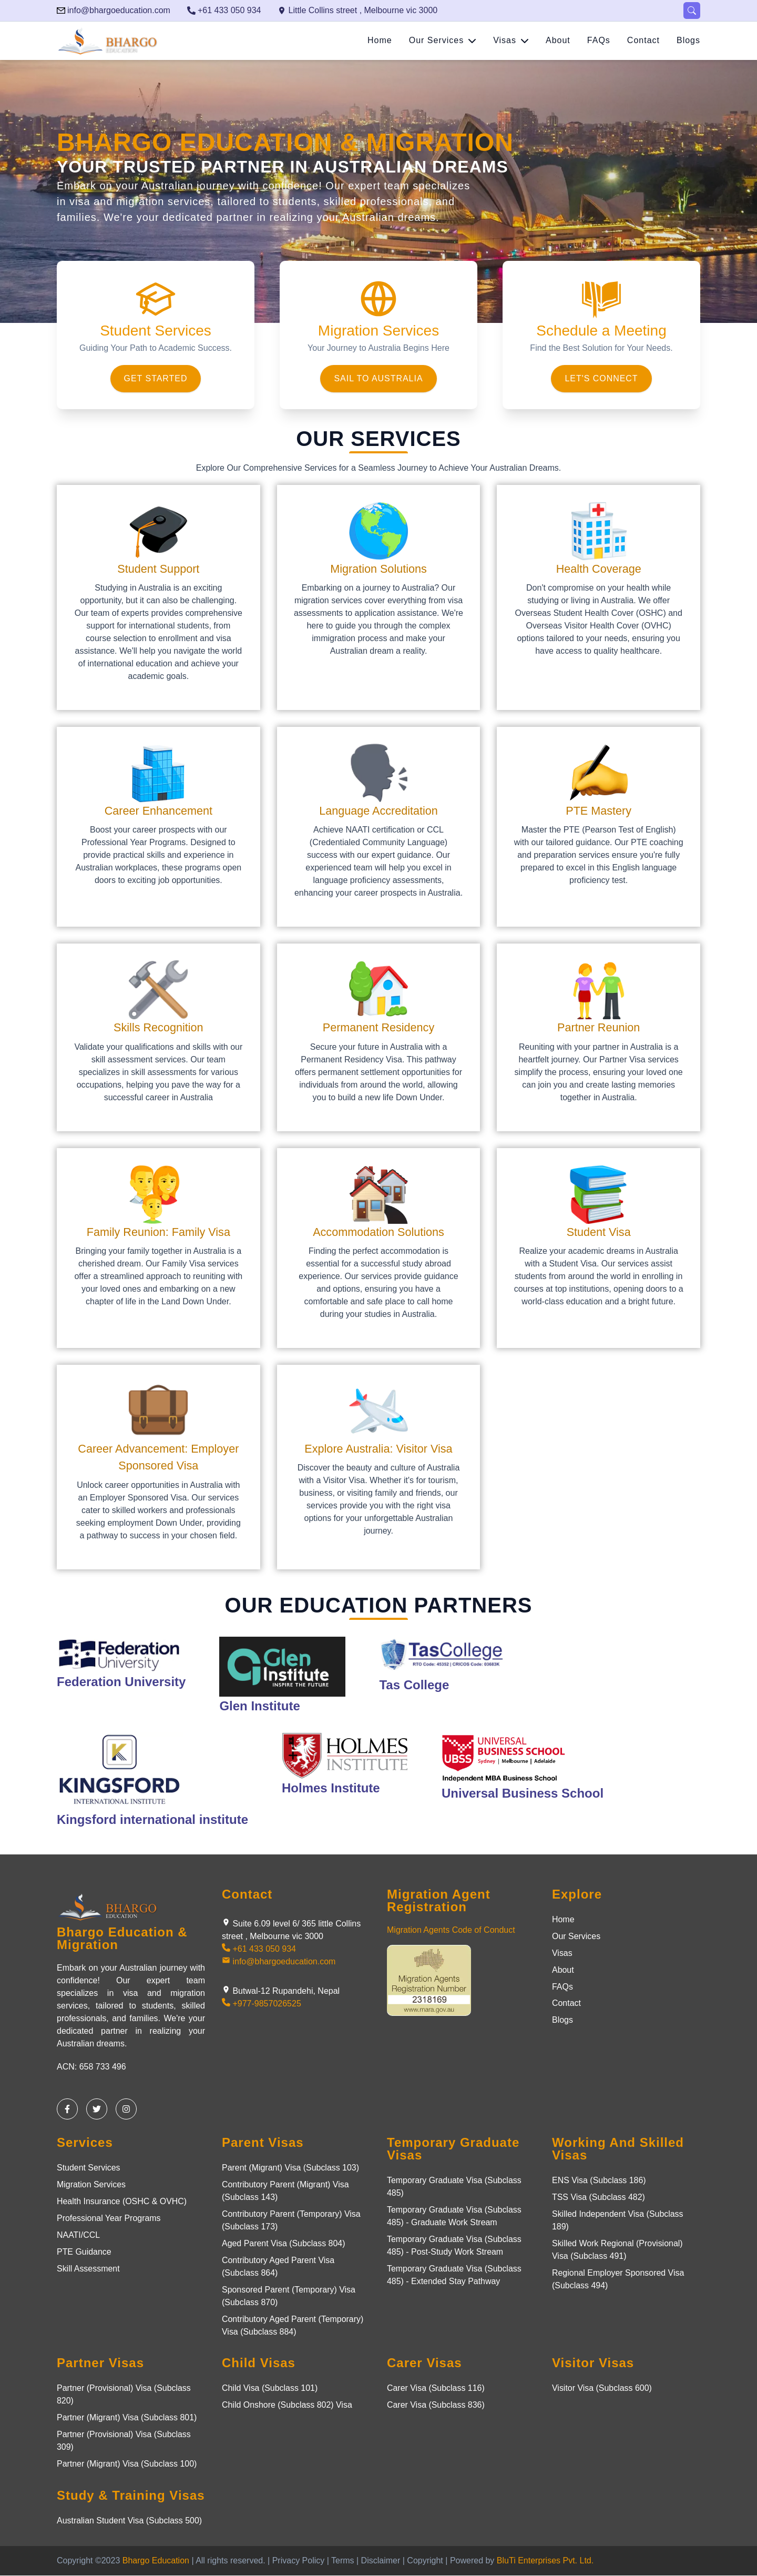 info@bhargoeducation.com +61 433 050 934 Little Collins street , Melbourne vic 3000
BHARGO
EDUCATION
Home Our Services Visas About FAQs Contact Blogs
BHARGO EDUCATION & MIGRATION
YOUR TRUSTED PARTNER IN AUSTRALIAN DREAMS
Embark on your Australian journey with confidence! Our expert team specializes
in visa and migration services, tailored to students, skilled professionals, and
families. We're your dedicated partner in realizing your Australian dreams.
Student Services
Guiding Your Path to Academic Success.
GET STARTED
Migration Services
Your Journey to Australia Begins Here
SAIL TO AUSTRALIA
Schedule a Meeting
Find the Best Solution for Your Needs.
LET'S CONNECT
OUR SERVICES
Explore Our Comprehensive Services for a Seamless Journey to Achieve Your Australian Dreams.
Student Support
Studying in Australia is an exciting
opportunity, but it can also be challenging.
Our team of experts provides comprehensive
support for international students, from
course selection to enrollment and visa
assistance. We'll help you navigate the world
of international education and achieve your
academic goals.
Migration Solutions
Embarking on a journey to Australia? Our
migration services cover everything from visa
assessments to application assistance. We're
here to guide you through the complex
immigration process and make your
Australian dream a reality.
Health Coverage
Don't compromise on your health while
studying or living in Australia. We offer
Overseas Student Health Cover (OSHC) and
Overseas Visitor Health Cover (OVHC)
options tailored to your needs, ensuring you
have access to quality healthcare.
Career Enhancement
Boost your career prospects with our
Professional Year Programs. Designed to
provide practical skills and experience in
Australian workplaces, these programs open
doors to exciting job opportunities.
Language Accreditation
Achieve NAATI certification or CCL
(Credentialed Community Language)
success with our expert guidance. Our
experienced team will help you excel in
language proficiency assessments,
enhancing your career prospects in Australia.
PTE Mastery
Master the PTE (Pearson Test of English)
with our tailored guidance. Our PTE coaching
and preparation services ensure you're fully
prepared to excel in this English language
proficiency test.
Skills Recognition
Validate your qualifications and skills with our
skill assessment services. Our team
specializes in skill assessments for various
occupations, helping you pave the way for a
successful career in Australia
Permanent Residency
Secure your future in Australia with a
Permanent Residency Visa. This pathway
offers permanent settlement opportunities for
individuals from around the world, allowing
you to build a new life Down Under.
Partner Reunion
Reuniting with your partner in Australia is a
heartfelt journey. Our Partner Visa services
simplify the process, ensuring your loved one
can join you and create lasting memories
together in Australia.
Family Reunion: Family Visa
Bringing your family together in Australia is a
cherished dream. Our Family Visa services
offer a streamlined approach to reuniting with
your loved ones and embarking on a new
chapter of life in the Land Down Under.
Accommodation Solutions
Finding the perfect accommodation is
essential for a successful study abroad
experience. Our services provide guidance
and options, ensuring you have a
comfortable and safe place to call home
during your studies in Australia.
Student Visa
Realize your academic dreams in Australia
with a Student Visa. Our services assist
students from around the world in enrolling in
courses at top institutions, opening doors to a
world-class education and a bright future.
Career Advancement: Employer
Sponsored Visa
Unlock career opportunities in Australia with
an Employer Sponsored Visa. Our services
cater to skilled workers and professionals
seeking employment Down Under, providing
a pathway to success in your chosen field.
Explore Australia: Visitor Visa
Discover the beauty and culture of Australia
with a Visitor Visa. Whether it's for tourism,
business, or visiting family and friends, our
services provide you with the right visa
options for your unforgettable Australian
journey.
OUR EDUCATION PARTNERS
Federation
University
Federation University
Glen
Institute
INSPIRE THE FUTURE
Glen Institute
TasCollege
RTO Code: 45352 | CRICOS Code: 03683K
Tas College
K
KINGSFORD
INTERNATIONAL INSTITUTE
Kingsford international institute
HOLMES
INSTITUTE
Holmes Institute
UBSS
UNIVERSAL
BUSINESS SCHOOL
Sydney | Melbourne | Adelaide
Independent MBA Business School
Universal Business School
BHARGO
EDUCATION
Bhargo Education &
Migration
Embark on your Australian journey with
confidence! Our expert team
specializes in visa and migration
services, tailored to students, skilled
professionals, and families. We're your
dedicated partner in realizing your
Australian dreams.
ACN: 658 733 496
Contact
Suite 6.09 level 6/ 365 little Collins
street , Melbourne vic 3000
+61 433 050 934
info@bhargoeducation.com
Butwal-12 Rupandehi, Nepal
+977-9857026525
Migration Agent
Registration
Migration Agents Code of Conduct
Migration Agents
Registration Number
2318169
www.mara.gov.au
Explore
Home
Our Services
Visas
About
FAQs
Contact
Blogs
Services
Student Services
Migration Services
Health Insurance (OSHC & OVHC)
Professional Year Programs
NAATI/CCL
PTE Guidance
Skill Assessment
Parent Visas
Parent (Migrant) Visa (Subclass 103)
Contributory Parent (Migrant) Visa
(Subclass 143)
Contributory Parent (Temporary) Visa
(Subclass 173)
Aged Parent Visa (Subclass 804)
Contributory Aged Parent Visa
(Subclass 864)
Sponsored Parent (Temporary) Visa
(Subclass 870)
Contributory Aged Parent (Temporary)
Visa (Subclass 884)
Temporary Graduate
Visas
Temporary Graduate Visa (Subclass
485)
Temporary Graduate Visa (Subclass
485) - Graduate Work Stream
Temporary Graduate Visa (Subclass
485) - Post-Study Work Stream
Temporary Graduate Visa (Subclass
485) - Extended Stay Pathway
Working And Skilled
Visas
ENS Visa (Subclass 186)
TSS Visa (Subclass 482)
Skilled Independent Visa (Subclass
189)
Skilled Work Regional (Provisional)
Visa (Subclass 491)
Regional Employer Sponsored Visa
(Subclass 494)
Partner Visas
Partner (Provisional) Visa (Subclass
820)
Partner (Migrant) Visa (Subclass 801)
Partner (Provisional) Visa (Subclass
309)
Partner (Migrant) Visa (Subclass 100)
Child Visas
Child Visa (Subclass 101)
Child Onshore (Subclass 802) Visa
Carer Visas
Carer Visa (Subclass 116)
Carer Visa (Subclass 836)
Visitor Visas
Visitor Visa (Subclass 600)
Study & Training Visas
Australian Student Visa (Subclass 500)
Copyright ©2023 Bhargo Education | All rights reserved. | Privacy Policy | Terms | Disclaimer | Copyright | Powered by BluTi Enterprises Pvt. Ltd.